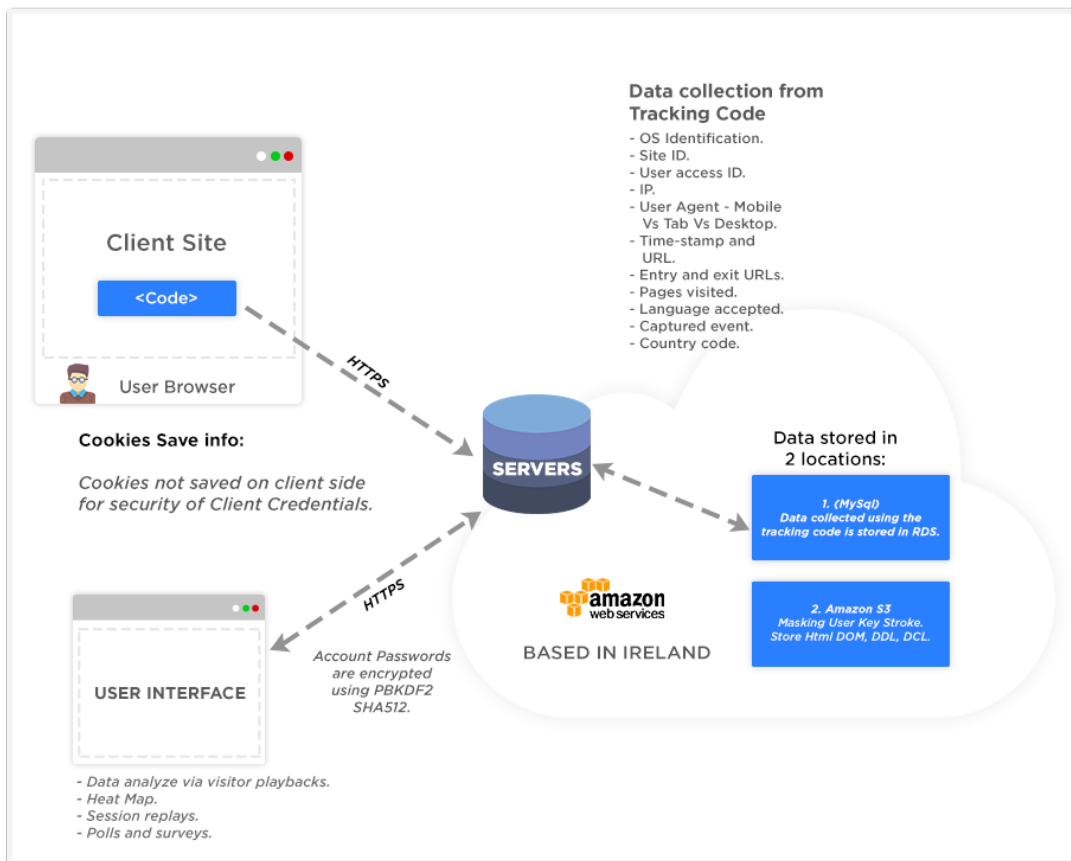 Data collection from
Tracking Code
- OS Identification.
- Site ID.
- User access ID.
- IP.
- User Agent - Mobile
Vs Tab Vs Desktop.
- Time-stamp and
URL.
- Entry and exit URLs.
- Pages visited.
- Language accepted.
- Captured event.
- Country code.
Client Site
<Code>
User Browser
HTTPS
Cookies Save info:
Cookies not saved on client side
for security of Client Credentials.
SERVERS
Data stored in
2 locations:
1. (MySql)
Data collected using the
tracking code is stored in RDS.
2. Amazon S3
Masking User Key Stroke.
Store Html DOM, DDL, DCL.
amazon
web services
BASED IN IRELAND
HTTPS
Account Passwords
are encrypted
using PBKDF2
SHA512.
USER INTERFACE
- Data analyze via visitor playbacks.
- Heat Map.
- Session replays.
- Polls and surveys.